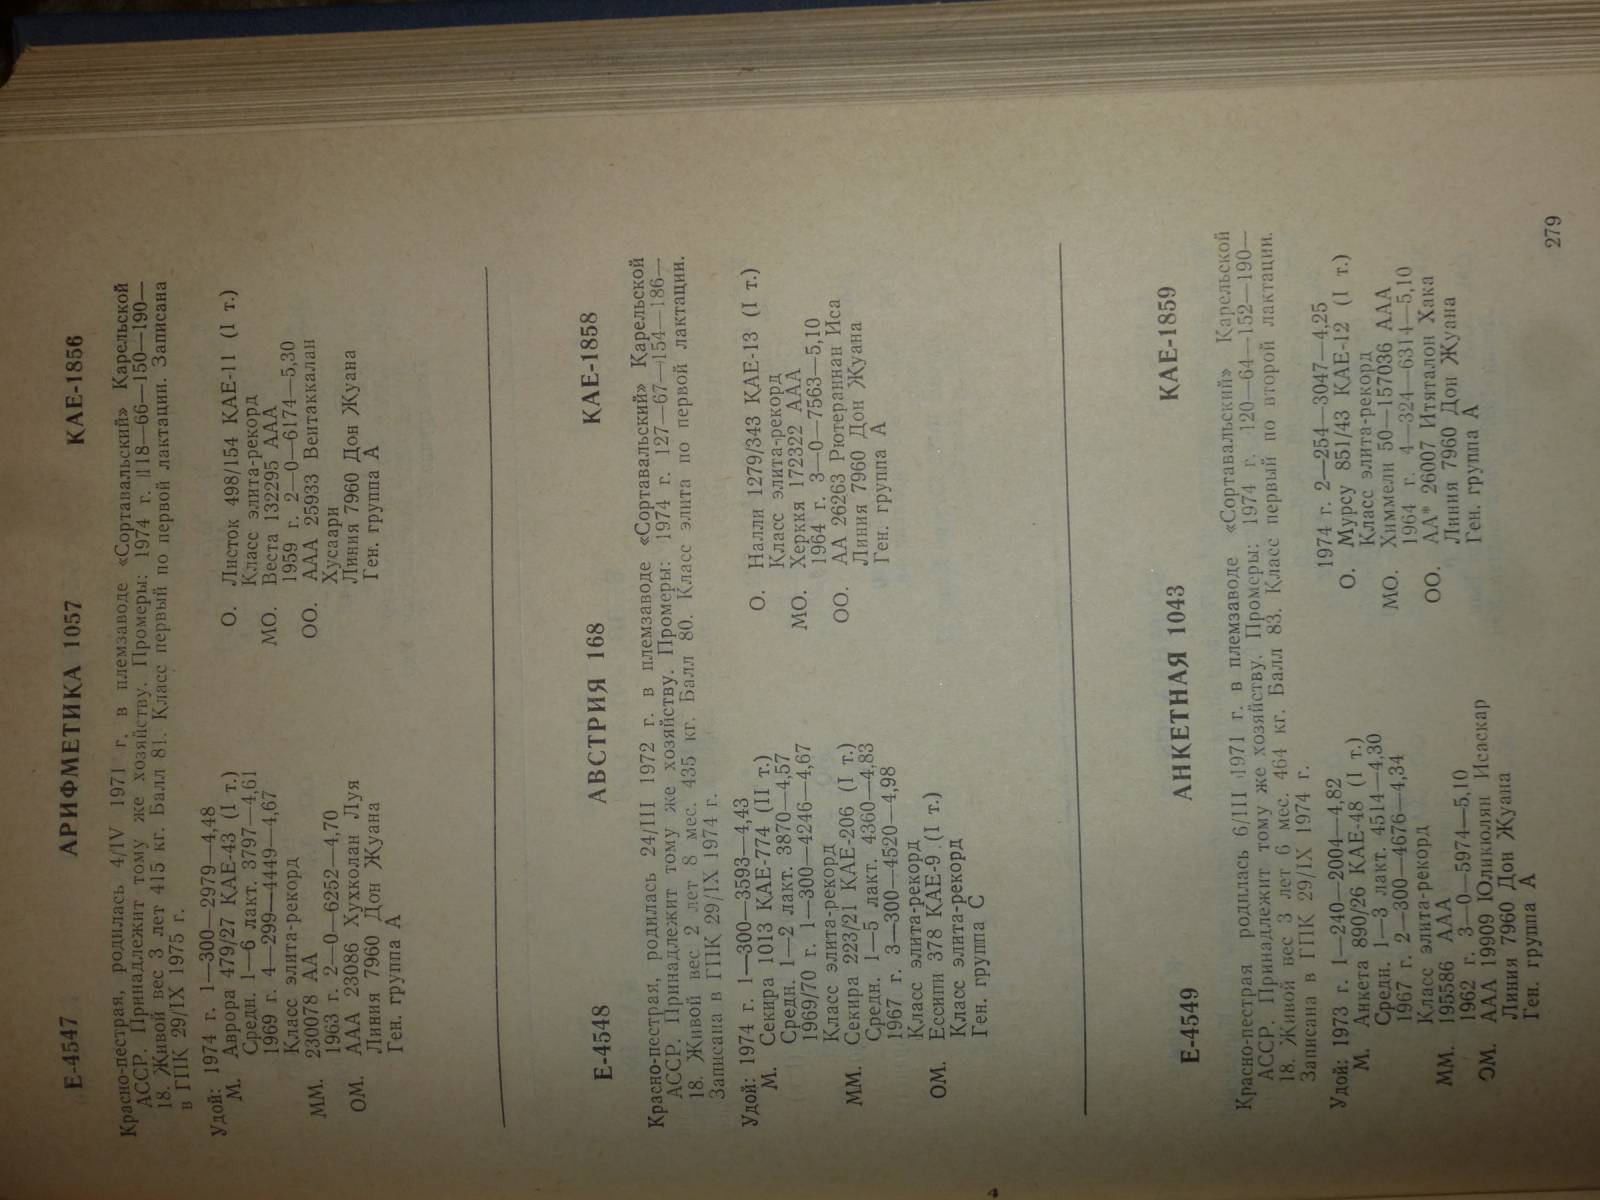 Е-4547 АРИФМЕТИКА 1057 КАЕ-1856
Красно-пестрая, родилась 4/IV 1971 г. в племзаводе «Сортавальский» Карельской
АССР. Принадлежит тому же хозяйству. Промеры: 1974 г. 118—66—150—190—
18. Живой вес 3 лет 415 кг. Балл 81. Класс первый по первой лактации. Записана
в ГПК 29/IX 1975 г.
Удой: 1974 г. 1—300—2979—4,48
М. Аврора 479/27 КАЕ-43 (I т.)
Средн. 1—6 лакт. 3797—4,61
1969 г. 4—299—4449—4,67
Класс элита-рекорд
ММ. 230078 АА
1963 г. 2—0—6252—4,70
ОМ. ААА 23086 Хухколан Луя
Линия 7960 Дон Жуана
Ген. группа А
О. Листок 498/154 КАЕ-11 (I т.)
Класс элита-рекорд
МО. Веста 132295 ААА
1959 г. 2—0—6174—5,30
ОО. ААА 25933 Вентаккалан
Хусаари
Линия 7960 Дон Жуана
Ген. группа А
Е-4548 АВСТРИЯ 168 КАЕ-1858
Красно-пестрая, родилась 24/III 1972 г. в племзаводе «Сортавальский» Карельской
АССР. Принадлежит тому же хозяйству. Промеры: 1974 г. 127—67—154—186—
18. Живой вес 2 лет 8 мес. 435 кг. Балл 80. Класс элита по первой лактации.
Записана в ГПК 29/IX 1974 г.
Удой: 1974 г. 1—300—3593—4,43
М. Секира 1013 КАЕ-774 (II т.)
Средн. 1—2 лакт. 3870—4,57
1969/70 г. 1—300—4246—4,67
Класс элита-рекорд
ММ. Секира 223/21 КАЕ-206 (I т.)
Средн. 1—5 лакт. 4360—4,83
1967 г. 3—300—4520—4,98
Класс элита-рекорд
ОМ. Ессипи 378 КАЕ-9 (I т.)
Класс элита-рекорд
Ген. группа С
О. Налли 1279/343 КАЕ-13 (I т.)
Класс элита-рекорд
МО. Херккя 172322 ААА
1964 г. 3—0—7563—5,10
ОО. АА 26263 Рютераннан Иса
Линия 7960 Дон Жуана
Ген. группа А
Е-4549 АНКЕТНАЯ 1043 КАЕ-1859
Красно-пестрая родилась 6/III 1971 г. в племзаводе «Сортавальский» Карельской
АССР. Принадлежит тому же хозяйству. Промеры: 1974 г. 120—64—152—190—
18. Живой вес 3 лет 6 мес. 464 кг. Балл 83. Класс первый по второй лактации.
Записана в ГПК 29/IX 1974 г.
Удой: 1973 г. 1—240—2004—4,82
М. Анкета 890/26 КАЕ-48 (I т.)
Средн. 1—3 лакт. 4514—4,30
1967 г. 2—300—4676—4,34
Класс элита-рекорд
ММ. 195586 ААА
1962 г. 3—0—5974—5,10
ОМ. ААА 19909 Юликюлян Исаскар
Линия 7960 Дон Жуана
Ген. группа А
1974 г. 2—254—3047—4,25
О. Мурсу 851/43 КАЕ-12 (I т.)
Класс элита-рекорд
МО. Химмели 50—157036 ААА
1964 г. 4—324—6314—5,10
ОО. АА* 26007 Итяталон Хака
Линия 7960 Дон Жуана
Ген. группа А
279